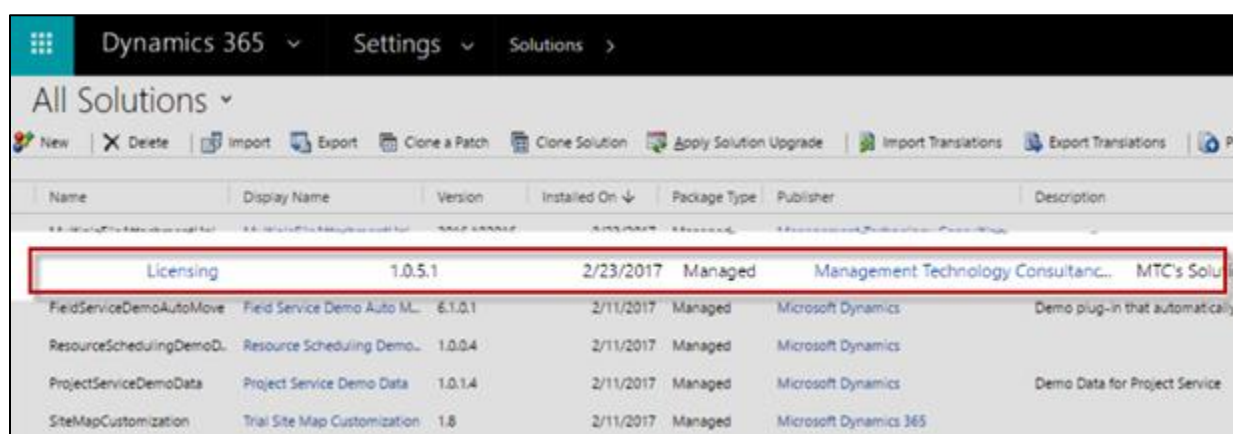 Dynamics 365 Settings Solutions >
All Solutions
New Delete Import Export Clone a Patch Clone Solution Apply Solution Upgrade Import Translations Export Translations P
Name Display Name Version Installed On ↓ Package Type Publisher Description
Licensing 1.0.5.1 2/23/2017 Managed Management Technology Consultanc... MTC's Soluti
FieldServiceDemoAutoMove Field Service Demo Auto M... 6.1.0.1 2/11/2017 Managed Microsoft Dynamics Demo plug-in that automatically
ResourceSchedulingDemoD... Resource Scheduling Demo... 1.0.0.4 2/11/2017 Managed Microsoft Dynamics
ProjectServiceDemoData Project Service Demo Data 1.0.1.4 2/11/2017 Managed Microsoft Dynamics Demo Data for Project Service
SiteMapCustomization Trial Site Map Customization 1.8 2/11/2017 Managed Microsoft Dynamics 365